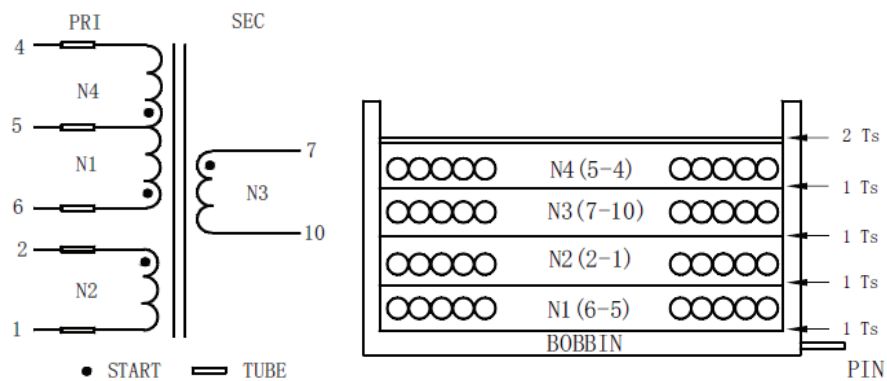 PRI
SEC
4
N4
5
N1
6
2
N2
1
7
N3
10
● START
TUBE
2 Ts
N4(5-4)
1 Ts
N3(7-10)
1 Ts
N2(2-1)
1 Ts
N1(6-5)
1 Ts
BOBBIN
PIN